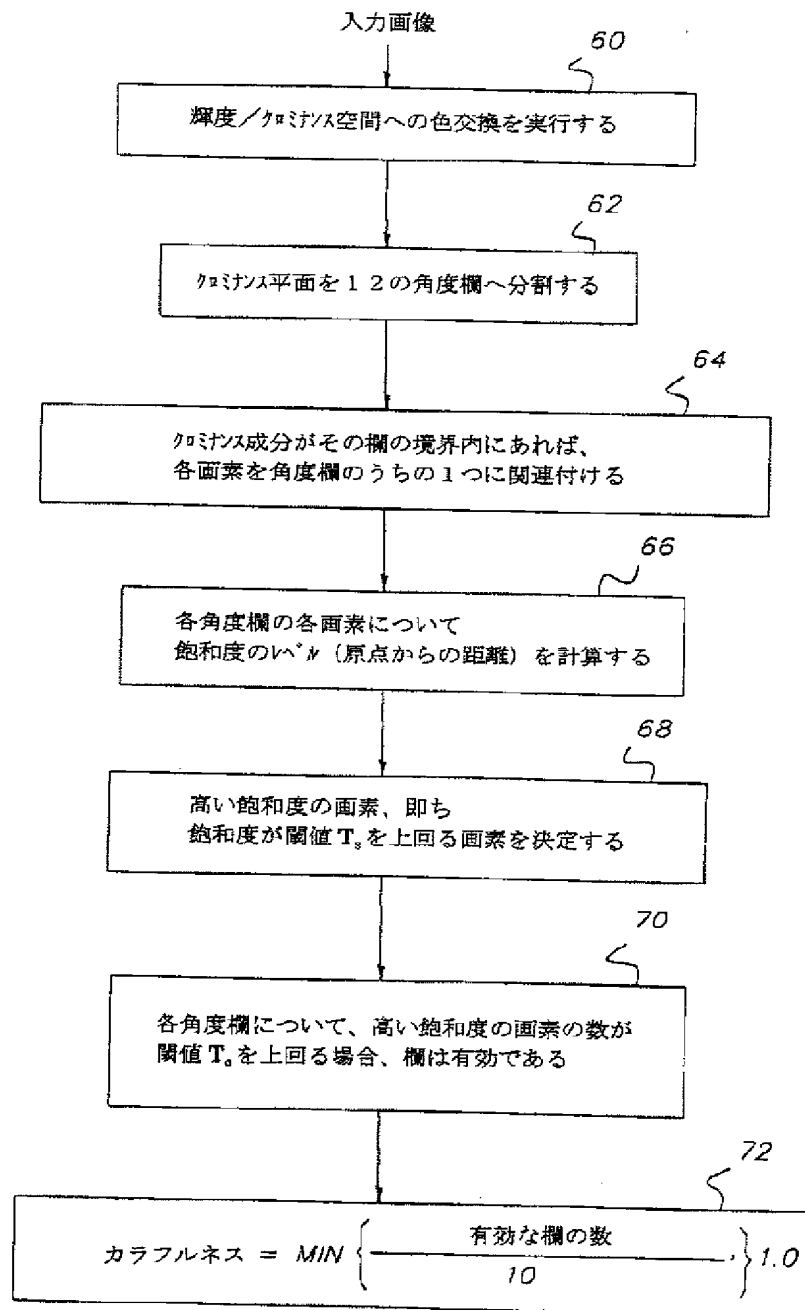 入力画像
60
輝度／クロミナンス空間への色交換を実行する
62
クロミナンス平面を１２の角度欄へ分割する
64
クロミナンス成分がその欄の境界内にあれば、
各画素を角度欄のうちの１つに関連付ける
66
各角度欄の各画素について
飽和度のレベル（原点からの距離）を計算する
68
高い飽和度の画素、即ち
飽和度が閾値Tsを上回る画素を決定する
70
各角度欄について、高い飽和度の画素の数が
閾値Taを上回る場合、欄は有効である
72
カラフルネス = MIN { 有効な欄の数 / 10 , } 1.0